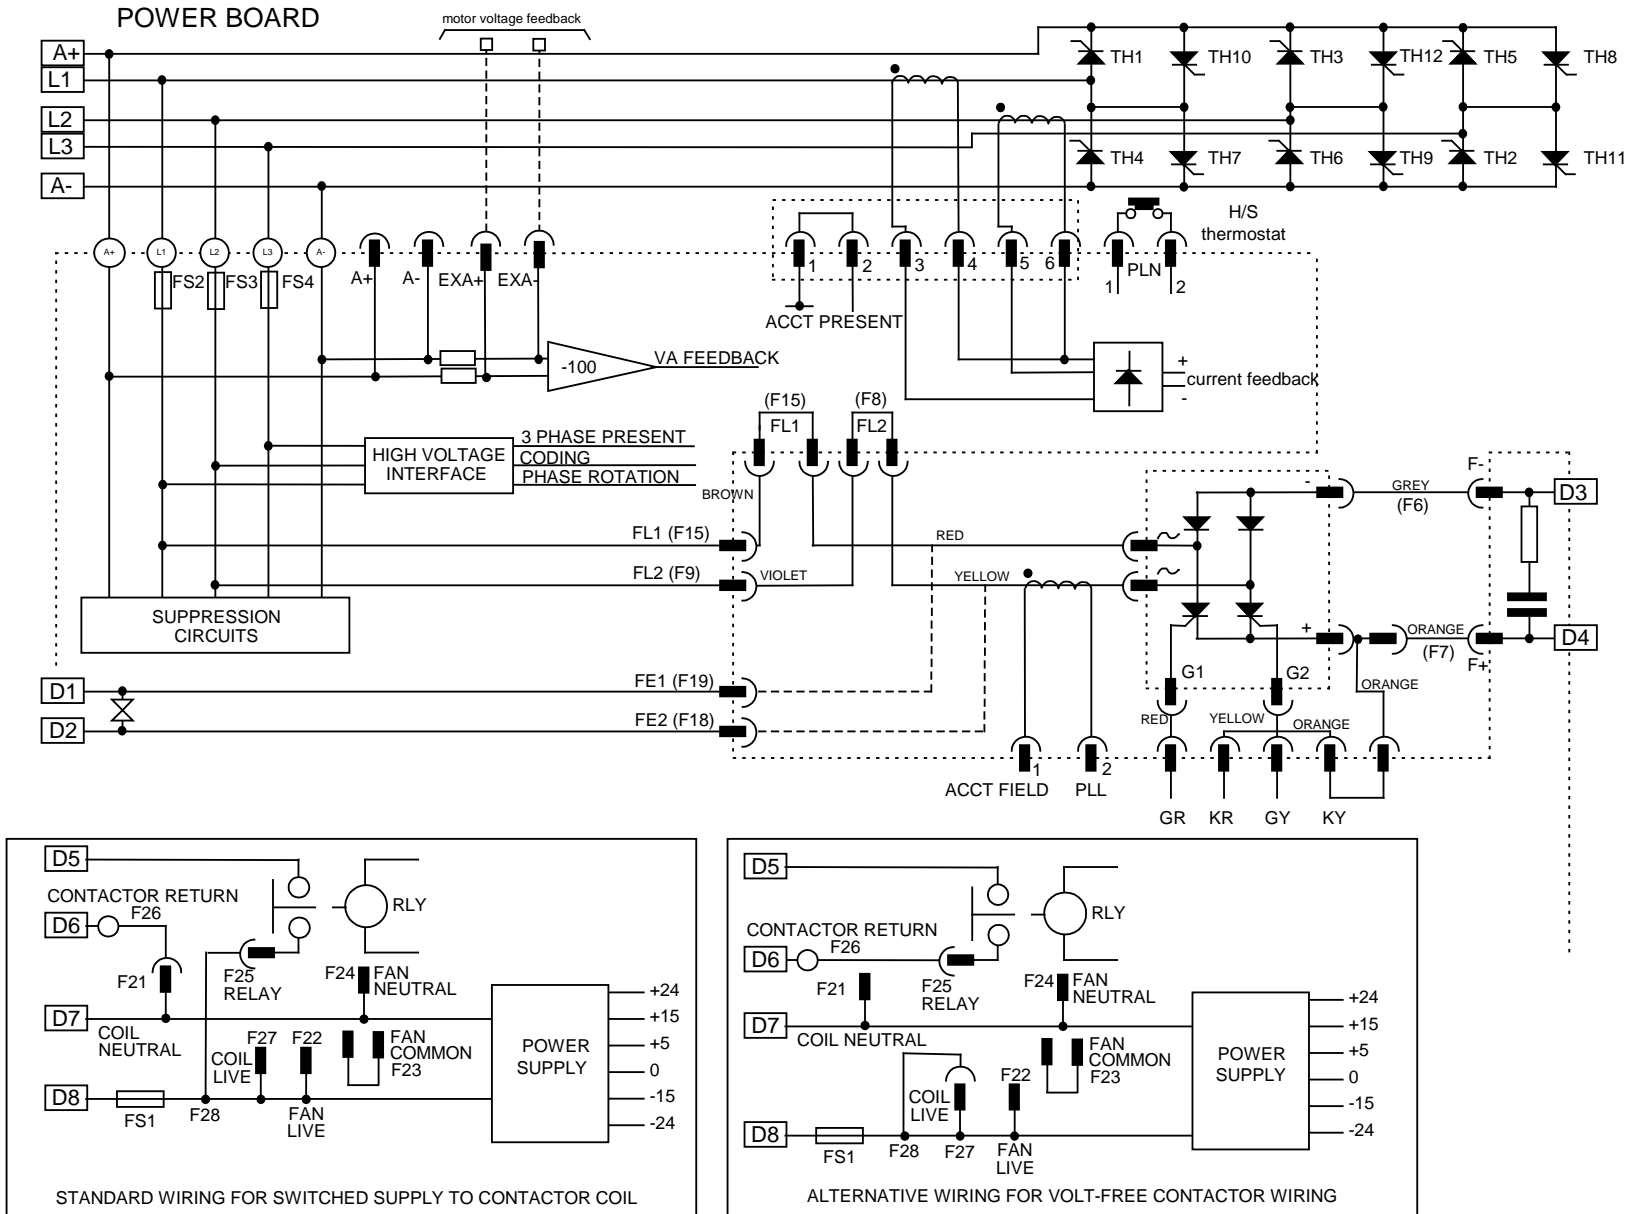 POWER BOARD
motor voltage feedback
A+
L1
L2
L3
A-
TH1
TH10
TH3
TH12
TH5
TH8
TH4
TH7
TH6
TH9
TH2
TH11
H/S
thermostat
A+
L1
L2
L3
A-
FS2
FS3
FS4
A+
A-
EXA+
EXA-
1
2
3
4
5
6
PLN
1
2
ACCT PRESENT
-100
VA FEEDBACK
+
current feedback
-
(F15)
FL1
(F8)
FL2
HIGH VOLTAGE
INTERFACE
3 PHASE PRESENT
CODING
PHASE ROTATION
BROWN
FL1 (F15)
RED
FL2 (F9)
VIOLET
YELLOW
-
GREY
(F6)
F-
D3
SUPPRESSION
CIRCUITS
+
ORANGE
(F7)
F+
D4
G1
G2
ORANGE
D1
FE1 (F19)
D2
FE2 (F18)
RED
YELLOW
ORANGE
1
2
ACCT FIELD
PLL
GR
KR
GY
KY
D5
CONTACTOR RETURN
D6
F26
RLY
F21
F25
RELAY
F24
FAN
NEUTRAL
D7
COIL
NEUTRAL
F27
F22
COIL
LIVE
FAN
COMMON
F23
D8
FS1
F28
FAN
LIVE
POWER
SUPPLY
+24
+15
+5
0
-15
-24
STANDARD WIRING FOR SWITCHED SUPPLY TO CONTACTOR COIL
D5
CONTACTOR RETURN
D6
F26
RLY
F21
F25
RELAY
F24
FAN
NEUTRAL
D7
COIL NEUTRAL
FAN
COMMON
F23
F22
COIL
LIVE
D8
FS1
F28
F27
FAN
LIVE
POWER
SUPPLY
+24
+15
+5
0
-15
-24
ALTERNATIVE WIRING FOR VOLT-FREE CONTACTOR WIRING